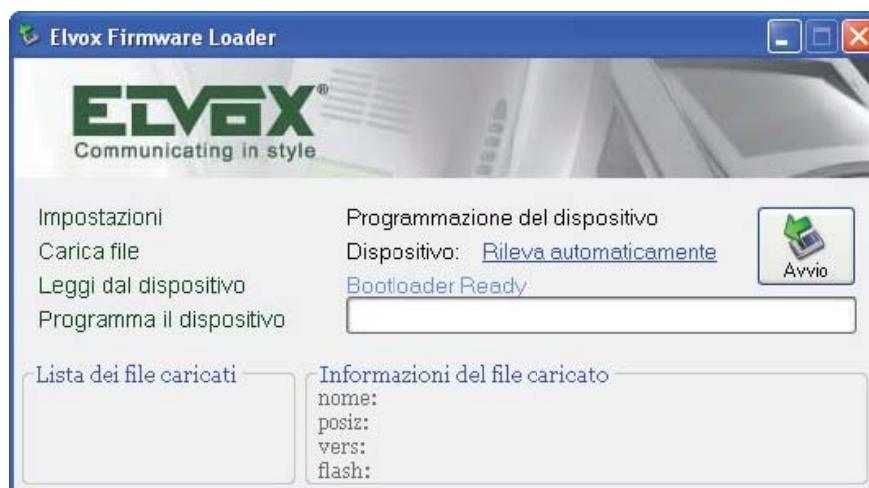 Elvox Firmware Loader
ELVOX®
Communicating in style
Impostazioni
Carica file
Leggi dal dispositivo
Programma il dispositivo
Programmazione del dispositivo
Dispositivo: Rileva automaticamente
Bootloader Ready
Avvio
Lista dei file caricati
Informazioni del file caricato
nome:
posiz:
vers:
flash: